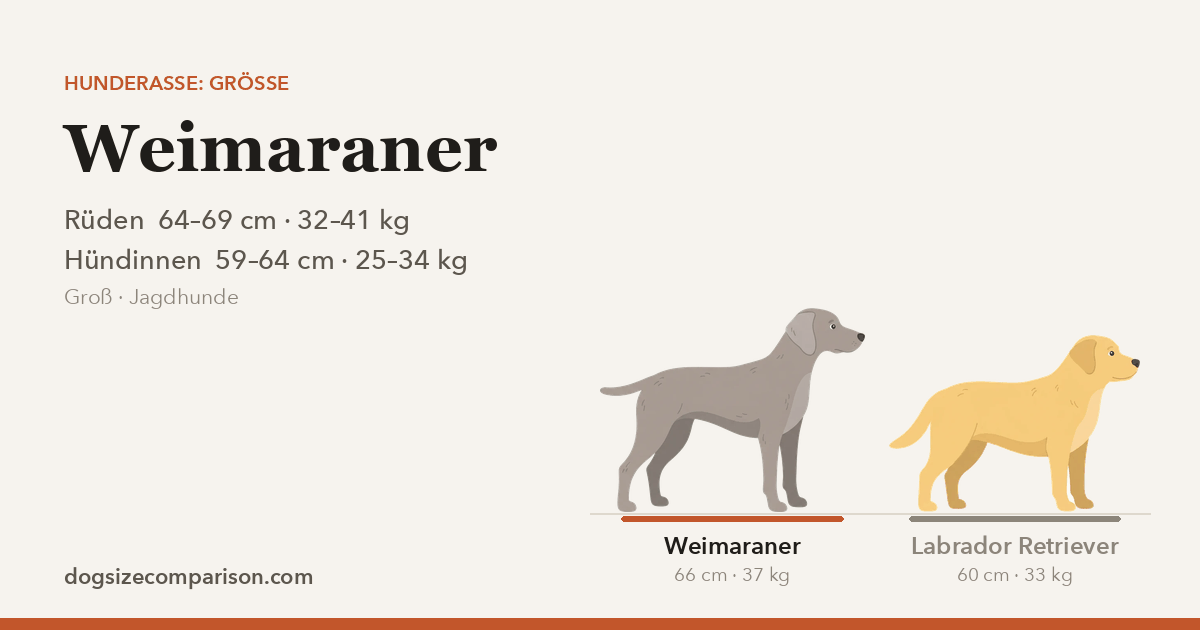 HUNDERASSE: GRÖSSE
Weimaraner
Rüden 64–69 cm · 32–41 kg
Hündinnen 59–64 cm · 25–34 kg
Groß · Jagdhunde
Weimaraner
66 cm · 37 kg
Labrador Retriever
60 cm · 33 kg
dogsizecomparison.com